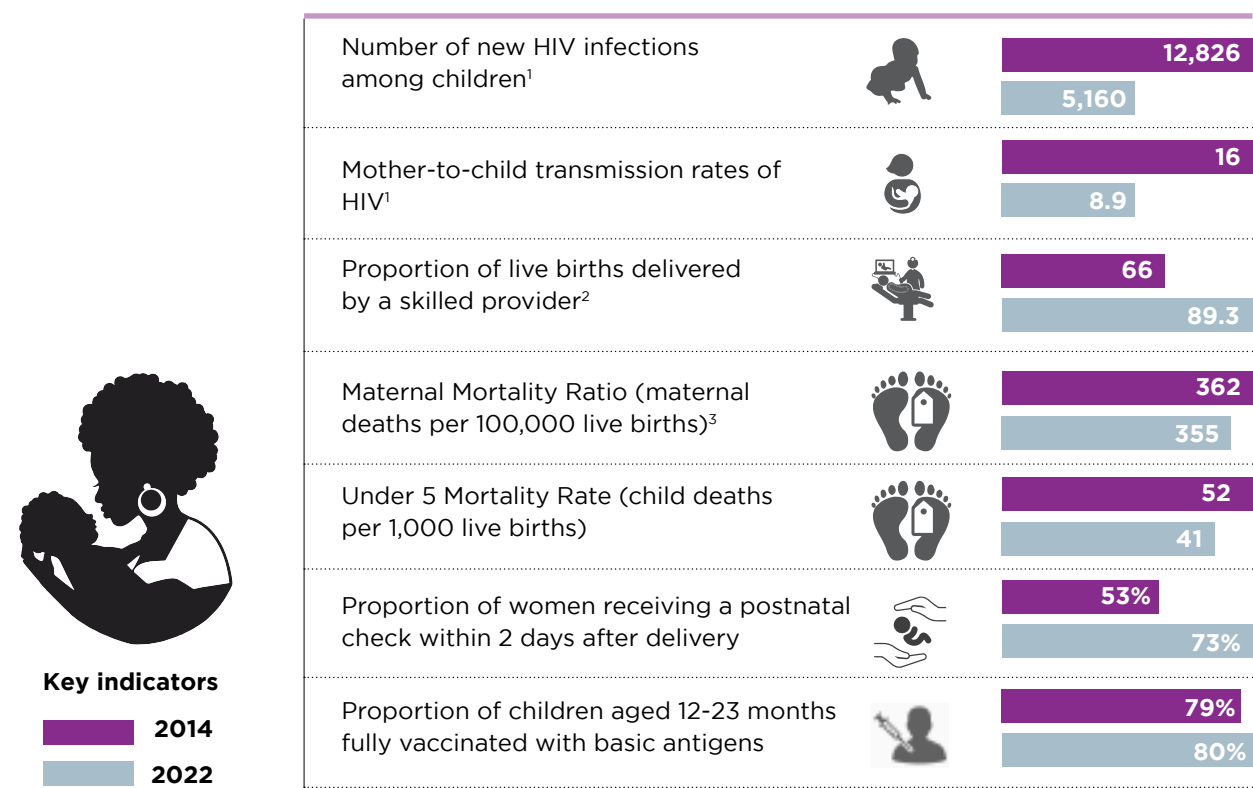 Number of new HIV infections
among children¹
12,826
5,160
Mother-to-child transmission rates of
HIV¹
16
8.9
Proportion of live births delivered
by a skilled provider²
66
89.3
Maternal Mortality Ratio (maternal
deaths per 100,000 live births)³
362
355
Under 5 Mortality Rate (child deaths
per 1,000 live births)
52
41
Proportion of women receiving a postnatal
check within 2 days after delivery
53%
73%
Proportion of children aged 12-23 months
fully vaccinated with basic antigens
79%
80%
Key indicators
2014
2022